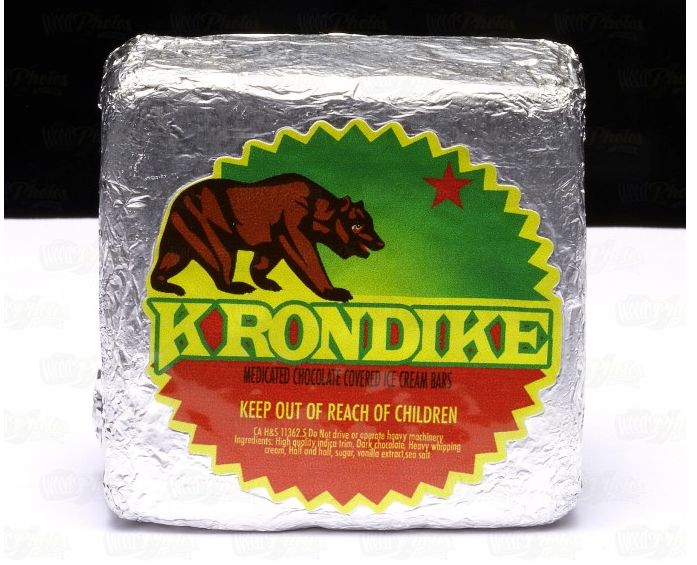 KRONDIKE
MEDICATED CHOCOLATE COVERED ICE CREAM BARS
KEEP OUT OF REACH OF CHILDREN
CA H&S 11362.5 Do Not drive or operate heavy machinery
Ingredients: High quality indica trim, Dark chocolate, Heavy whipping
cream, Half and half, sugar, vanilla extract,sea salt